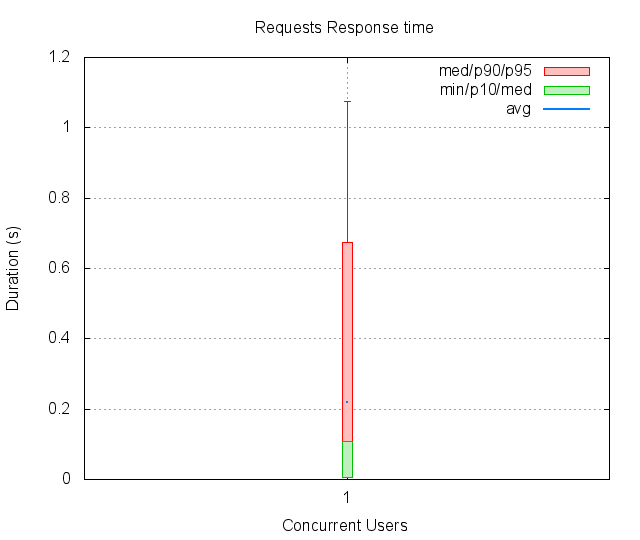 Requests Response time
med/p90/p95
min/p10/med
avg
1.2
1
0.8
0.6
0.4
0.2
0
Duration (s)
1
Concurrent Users